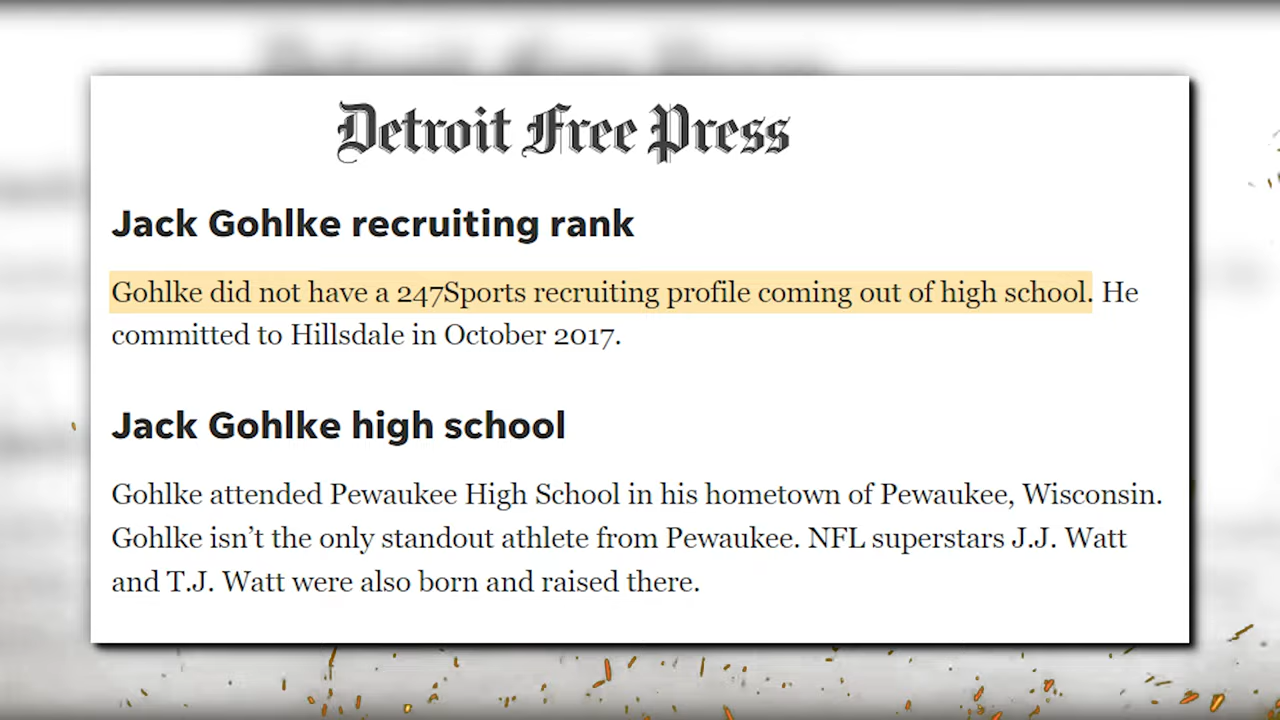 Detroit Free Press
Jack Gohlke recruiting rank
Gohlke did not have a 247Sports recruiting profile coming out of high school. He
committed to Hillsdale in October 2017.
Jack Gohlke high school
Gohlke attended Pewaukee High School in his hometown of Pewaukee, Wisconsin.
Gohlke isn’t the only standout athlete from Pewaukee. NFL superstars J.J. Watt
and T.J. Watt were also born and raised there.